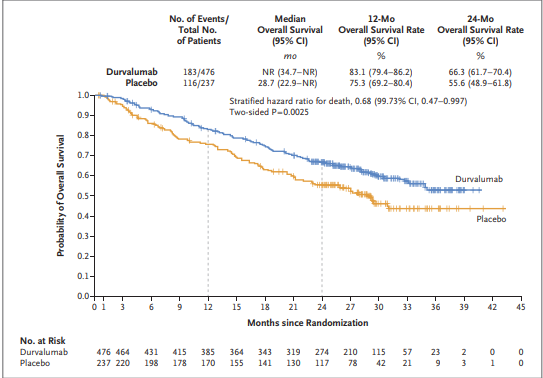 No. of Events/ Median 12-Mo 24-Mo
Total No. Overall Survival Overall Survival Rate Overall Survival Rate
of Patients (95% CI) (95% CI) (95% CI)
mo % %
Durvalumab 183/476 NR (34.7–NR) 83.1 (79.4–86.2) 66.3 (61.7–70.4)
Placebo 116/237 28.7 (22.9–NR) 75.3 (69.2–80.4) 55.6 (48.9–61.8)
Stratified hazard ratio for death, 0.68 (99.73% CI, 0.47–0.997)
Two-sided P=0.0025
Probability of Overall Survival
1.0
0.9
0.8
0.7
0.6
0.5
0.4
0.3
0.2
0.1
0.0
Durvalumab
Placebo
0 1 3 6 9 12 15 18 21 24 27 30 33 36 39 42 45
Months since Randomization
No. at Risk
Durvalumab 476 464 431 415 385 364 343 319 274 210 115 57 23 2 0 0
Placebo 237 220 198 178 170 155 141 130 117 78 42 21 9 3 1 0